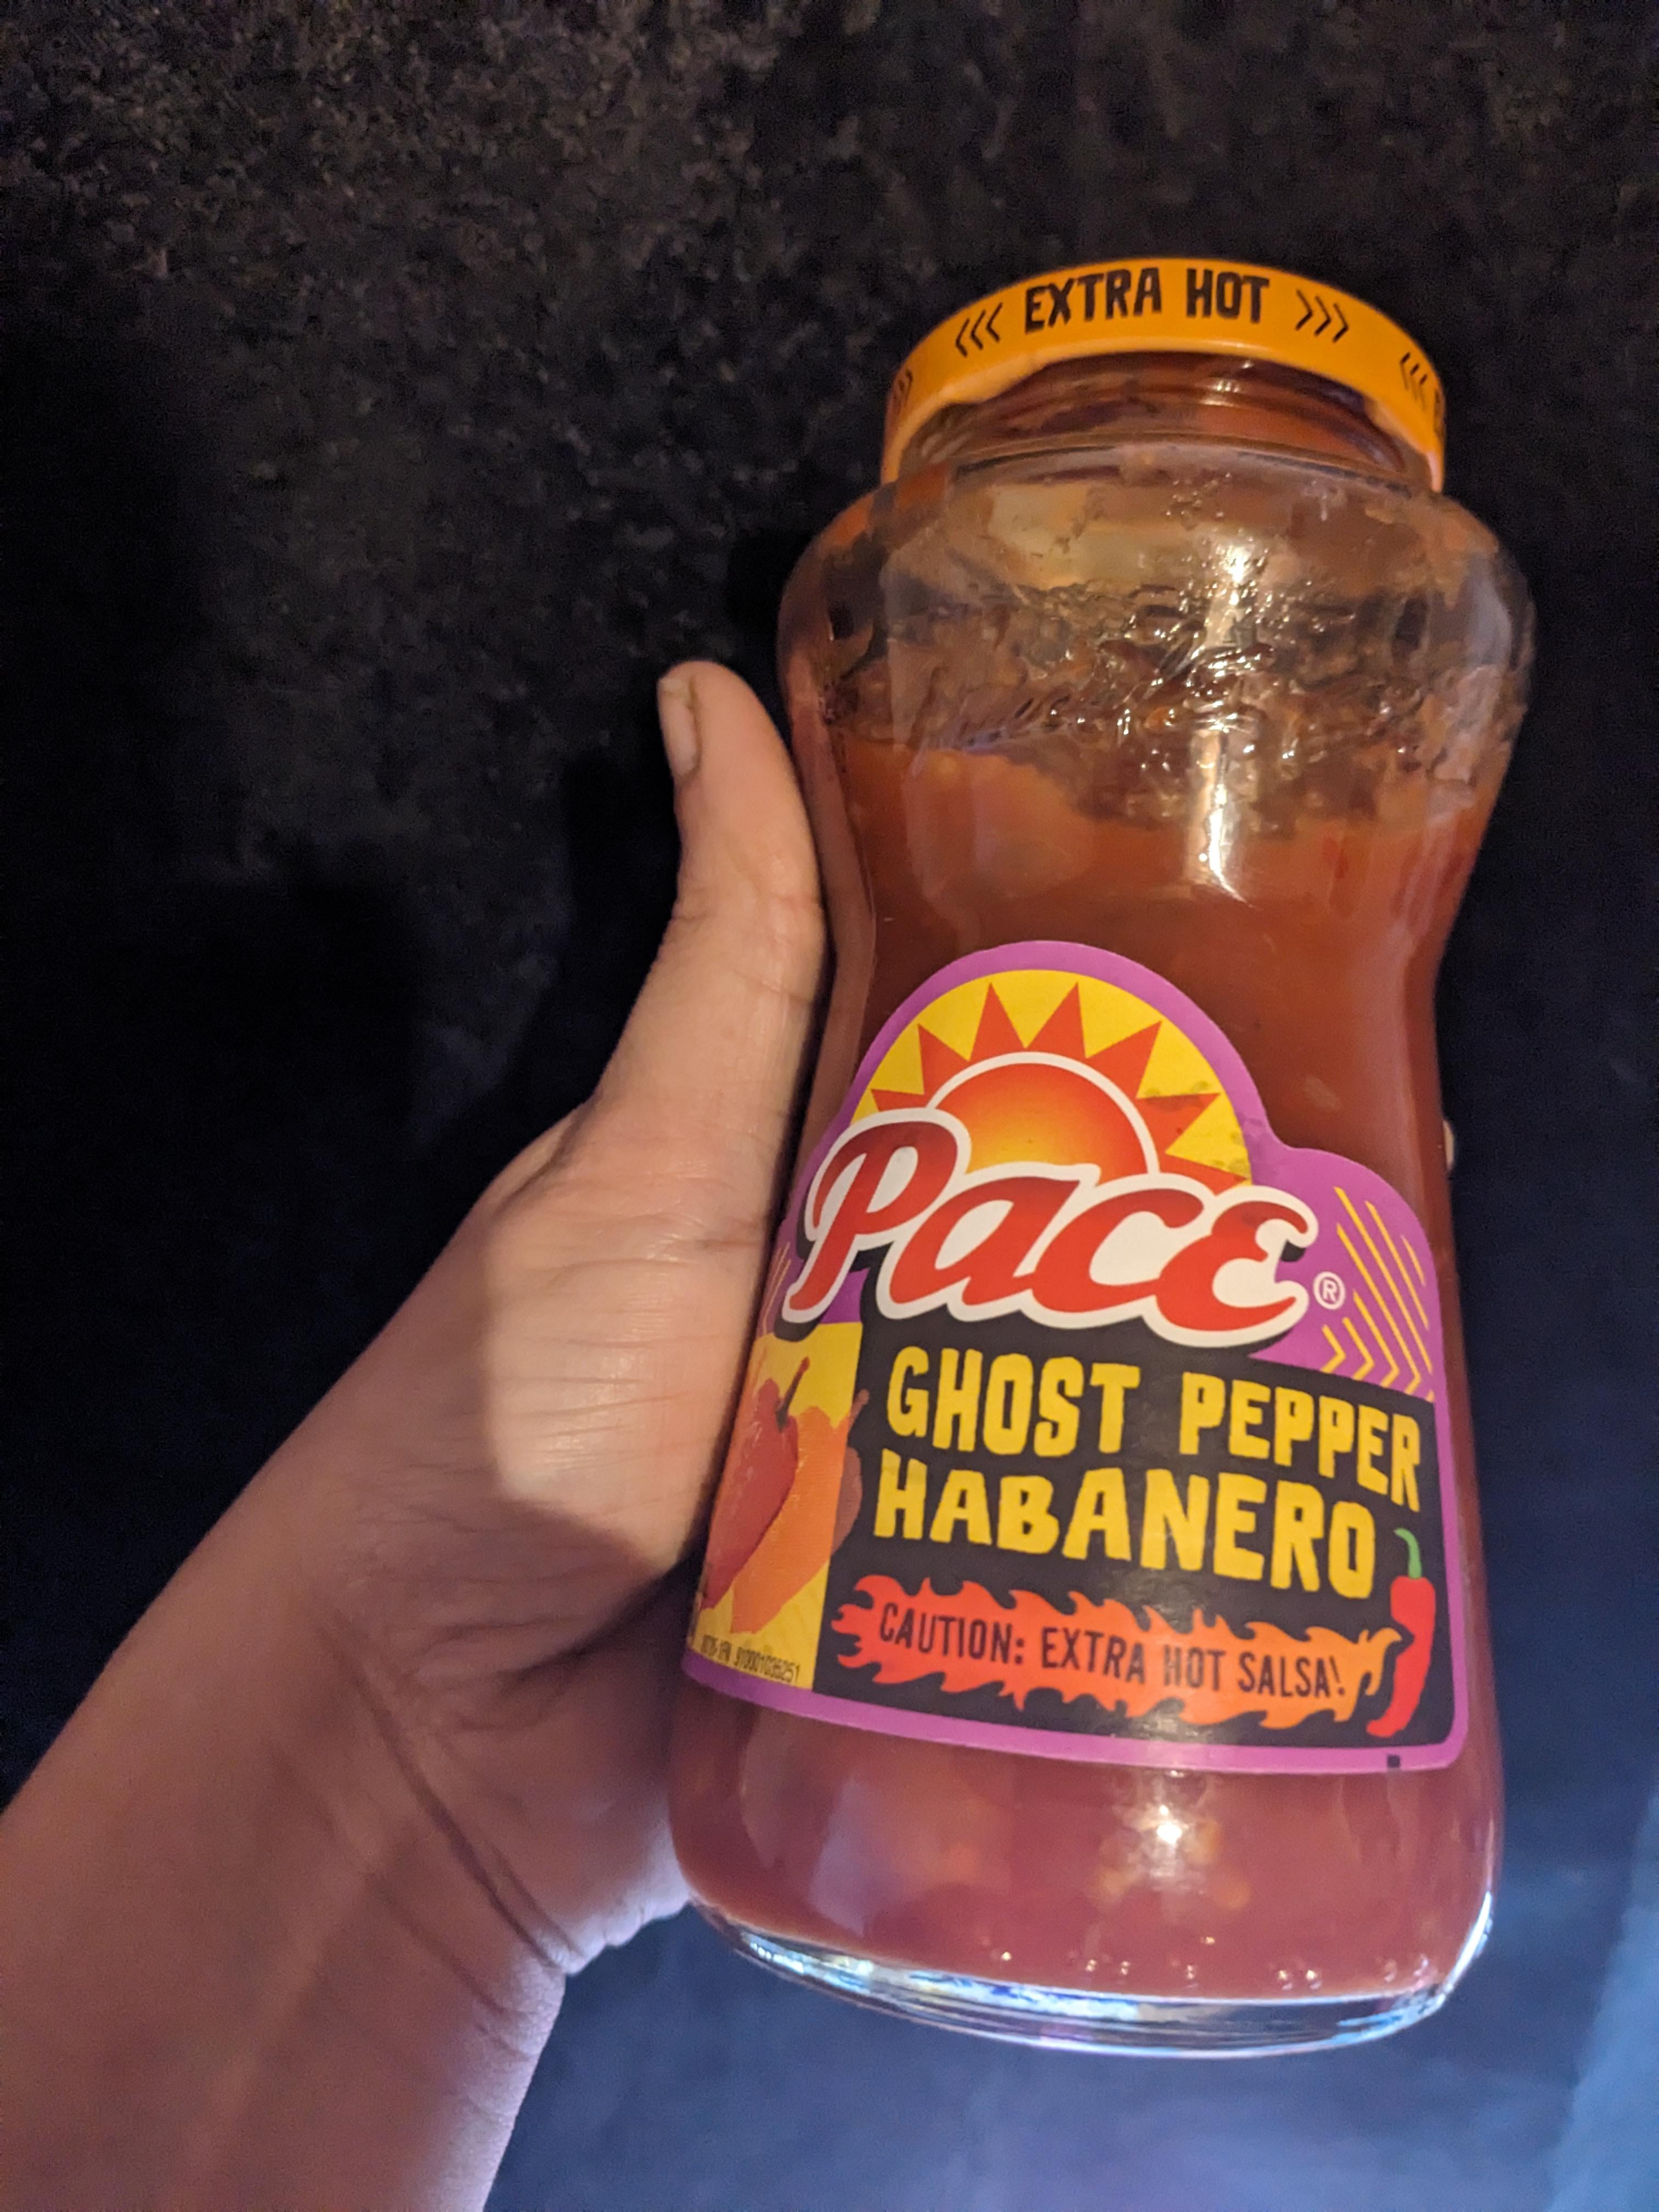 <<< EXTRA HOT >>>
Pace®
GHOST PEPPER
HABANERO
CAUTION: EXTRA HOT SALSA!